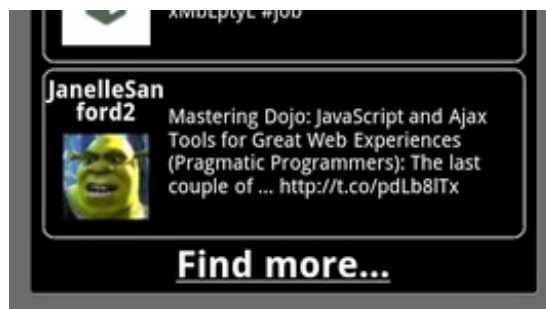 xMbLptyL #job
JanelleSan
ford2
Mastering Dojo: JavaScript and Ajax
Tools for Great Web Experiences
(Pragmatic Programmers): The last
couple of ... http://t.co/pdLb8lTx
Find more...